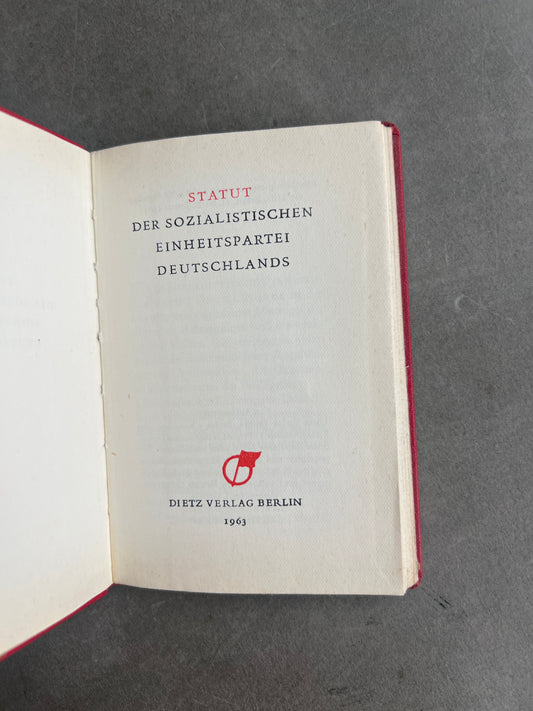 STATUT
DER SOZIALISTISCHEN
EINHEITSPARTEI
DEUTSCHLANDS
DIETZ VERLAG BERLIN
1963